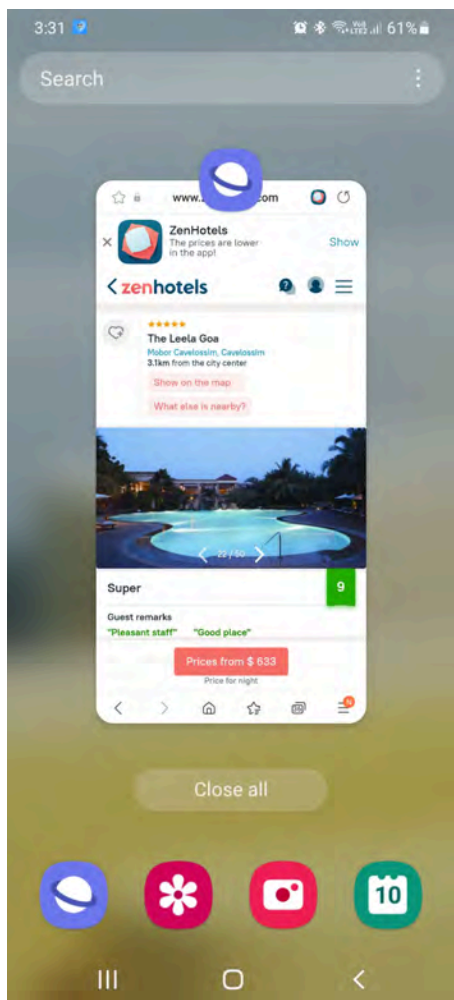 3:31 61%
Search
www. com
ZenHotels
The prices are lower
in the app!
Show
zenhotels
The Leela Goa
Mobor Cavelossim, Cavelossim
3.1km from the city center
Show on the map
What else is nearby?
22 / 50
Super
9
Guest remarks
"Pleasant staff" "Good place"
Prices from $ 633
Price for night
N
Close all
10